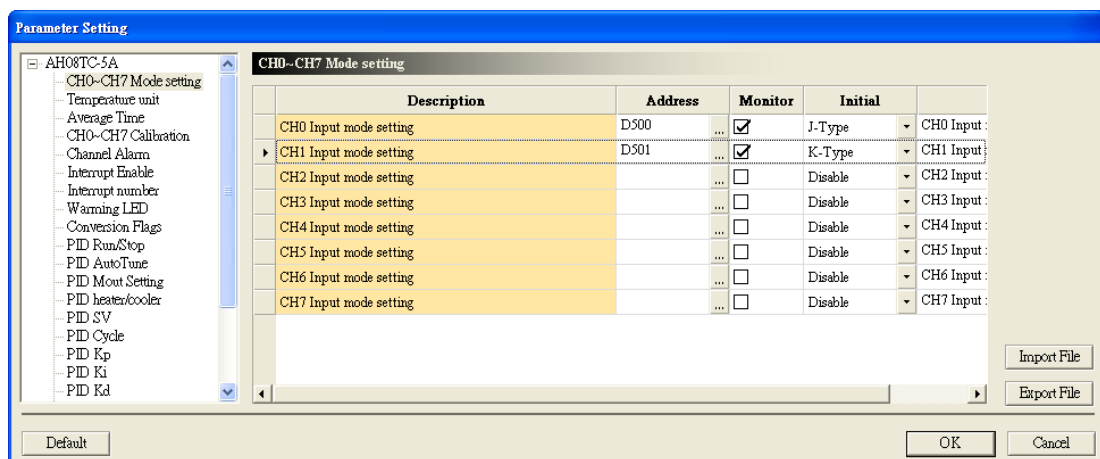 Parameter Setting
AH08TC-5A
CH0~CH7 Mode setting
Temperature unit
Average Time
CH0~CH7 Calibration
Channel Alarm
Interrupt Enable
Interrupt number
Warming LED
Conversion Flags
PID Run/Stop
PID AutoTune
PID Mout Setting
PID heater/cooler
PID SV
PID Cycle
PID Kp
PID Ki
PID Kd
CH0~CH7 Mode setting
Description Address Monitor Initial
CH0 Input mode setting D500 ... J-Type CH0 Input :
CH1 Input mode setting D501 ... K-Type CH1 Input :
CH2 Input mode setting ... Disable CH2 Input :
CH3 Input mode setting ... Disable CH3 Input :
CH4 Input mode setting ... Disable CH4 Input :
CH5 Input mode setting ... Disable CH5 Input :
CH6 Input mode setting ... Disable CH6 Input :
CH7 Input mode setting ... Disable CH7 Input :
Import File
Export File
Default OK Cancel